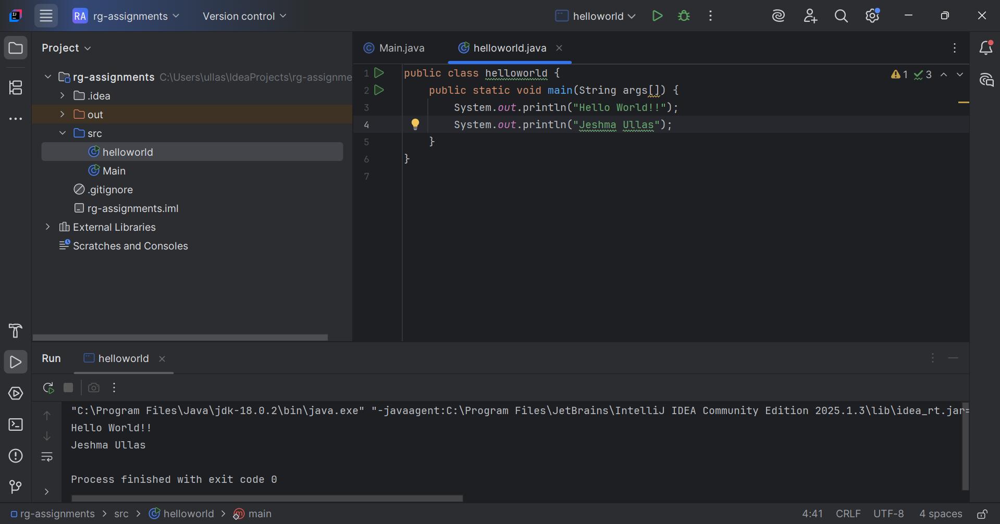 RA rg-assignments Version control helloworld
Project
rg-assignments C:\Users\ullas\IdeaProjects\rg-assignme
.idea
out
src
helloworld
Main
.gitignore
rg-assignments.iml
External Libraries
Scratches and Consoles
Main.java helloworld.java
1 public class helloworld {
2 public static void main(String args[]) {
3 System.out.println("Hello World!!");
4 System.out.println("Jeshma Ullas");
5 }
6 }
7
1 3
Run helloworld
"C:\Program Files\Java\jdk-18.0.2\bin\java.exe" "-javaagent:C:\Program Files\JetBrains\IntelliJ IDEA Community Edition 2025.1.3\lib\idea_rt.jar=
Hello World!!
Jeshma Ullas
Process finished with exit code 0
rg-assignments > src > helloworld > main
4:41 CRLF UTF-8 4 spaces